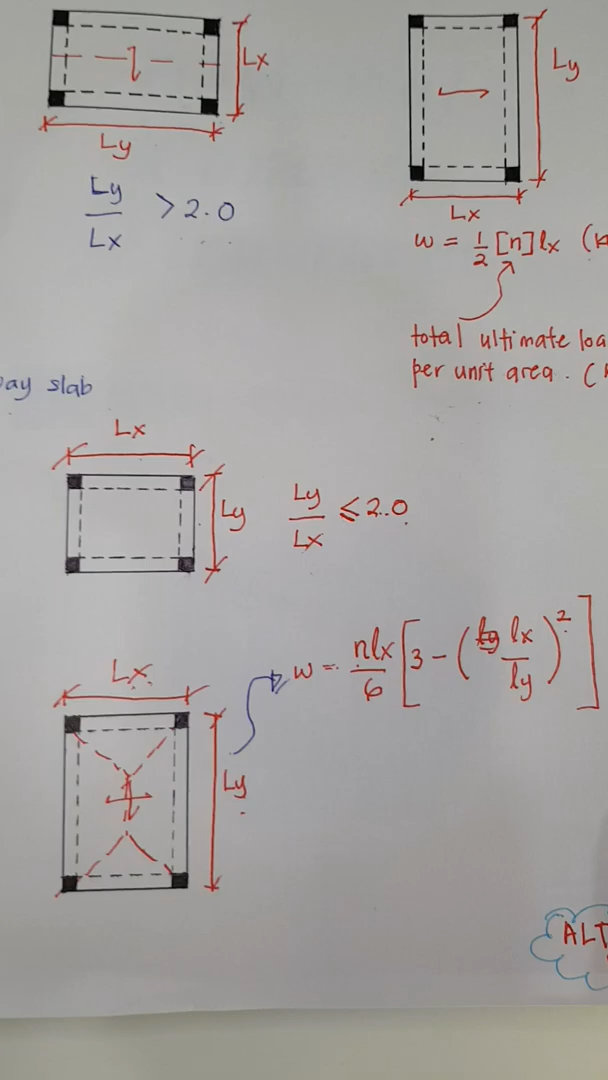 Lx
Ly
Ly
Lx
> 2.0
Ly
Lx
w = 1/2 [n] lx (k
total ultimate loa
per unit area. (
ay slab
Lx
Ly
Ly
Lx
≤ 2.0
w = nlx/6 [3 - (lx/ly)²]
Lx
Ly
ALT